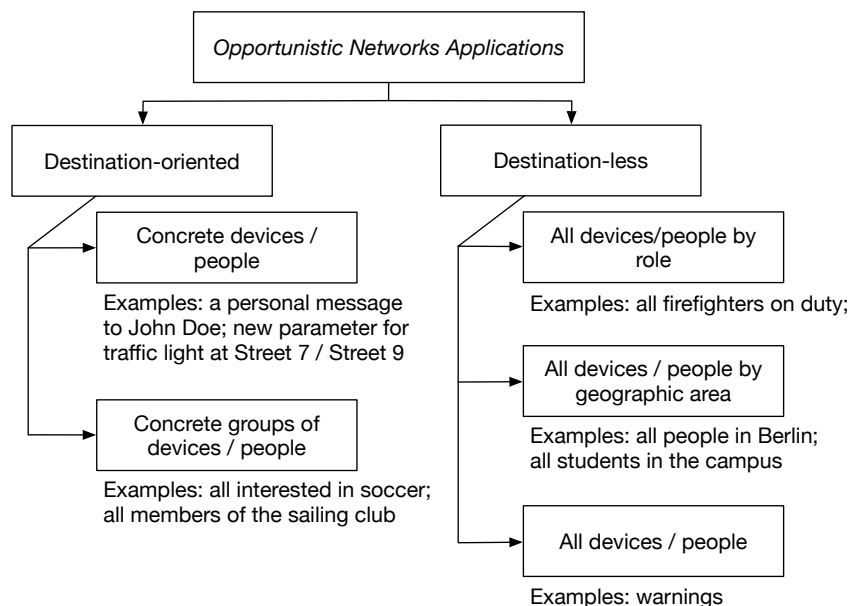 Opportunistic Networks Applications
Destination-oriented
Destination-less
Concrete devices /
people
Examples: a personal message
to John Doe; new parameter for
traffic light at Street 7 / Street 9
Concrete groups of
devices / people
Examples: all interested in soccer;
all members of the sailing club
All devices/people by
role
Examples: all firefighters on duty;
All devices / people by
geographic area
Examples: all people in Berlin;
all students in the campus
All devices / people
Examples: warnings